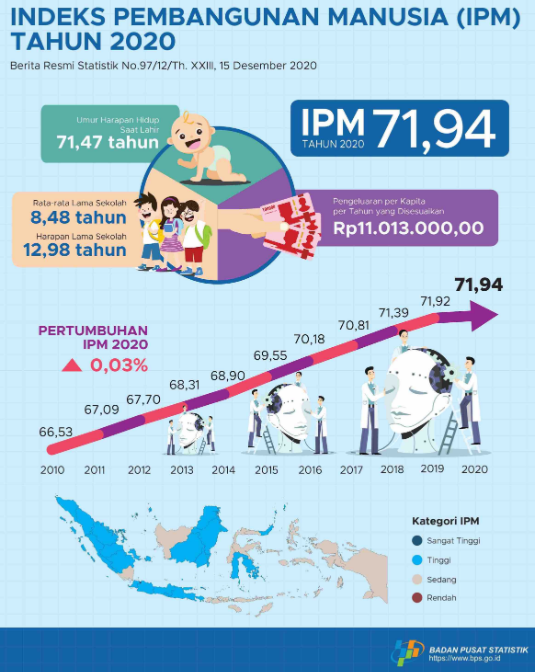 INDEKS PEMBANGUNAN MANUSIA (IPM)
TAHUN 2020
Berita Resmi Statistik No.97/12/Th. XXIII, 15 Desember 2020
Umur Harapan Hidup
Saat Lahir
71,47 tahun
IPM
TAHUN 2020
71,94
Rata-rata Lama Sekolah
8,48 tahun
Harapan Lama Sekolah
12,98 tahun
Pengeluaran per Kapita
per Tahun yang Disesuaikan
Rp11.013.000,00
PERTUMBUHAN
IPM 2020
0,03%
66,53
67,09
67,70
68,31
68,90
69,55
70,18
70,81
71,39
71,92
71,94
2010 2011 2012 2013 2014 2015 2016 2017 2018 2019 2020
Kategori IPM
Sangat Tinggi
Tinggi
Sedang
Rendah
BADAN PUSAT STATISTIK
https://www.bps.go.id